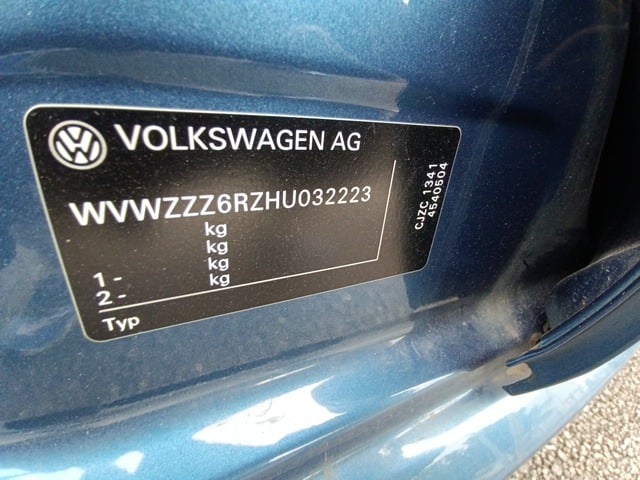 VOLKSWAGEN AG
WVWZZZ6RZHU032223
kg
kg
1 - kg
2 - kg
Typ
CJZC 1341
4540504